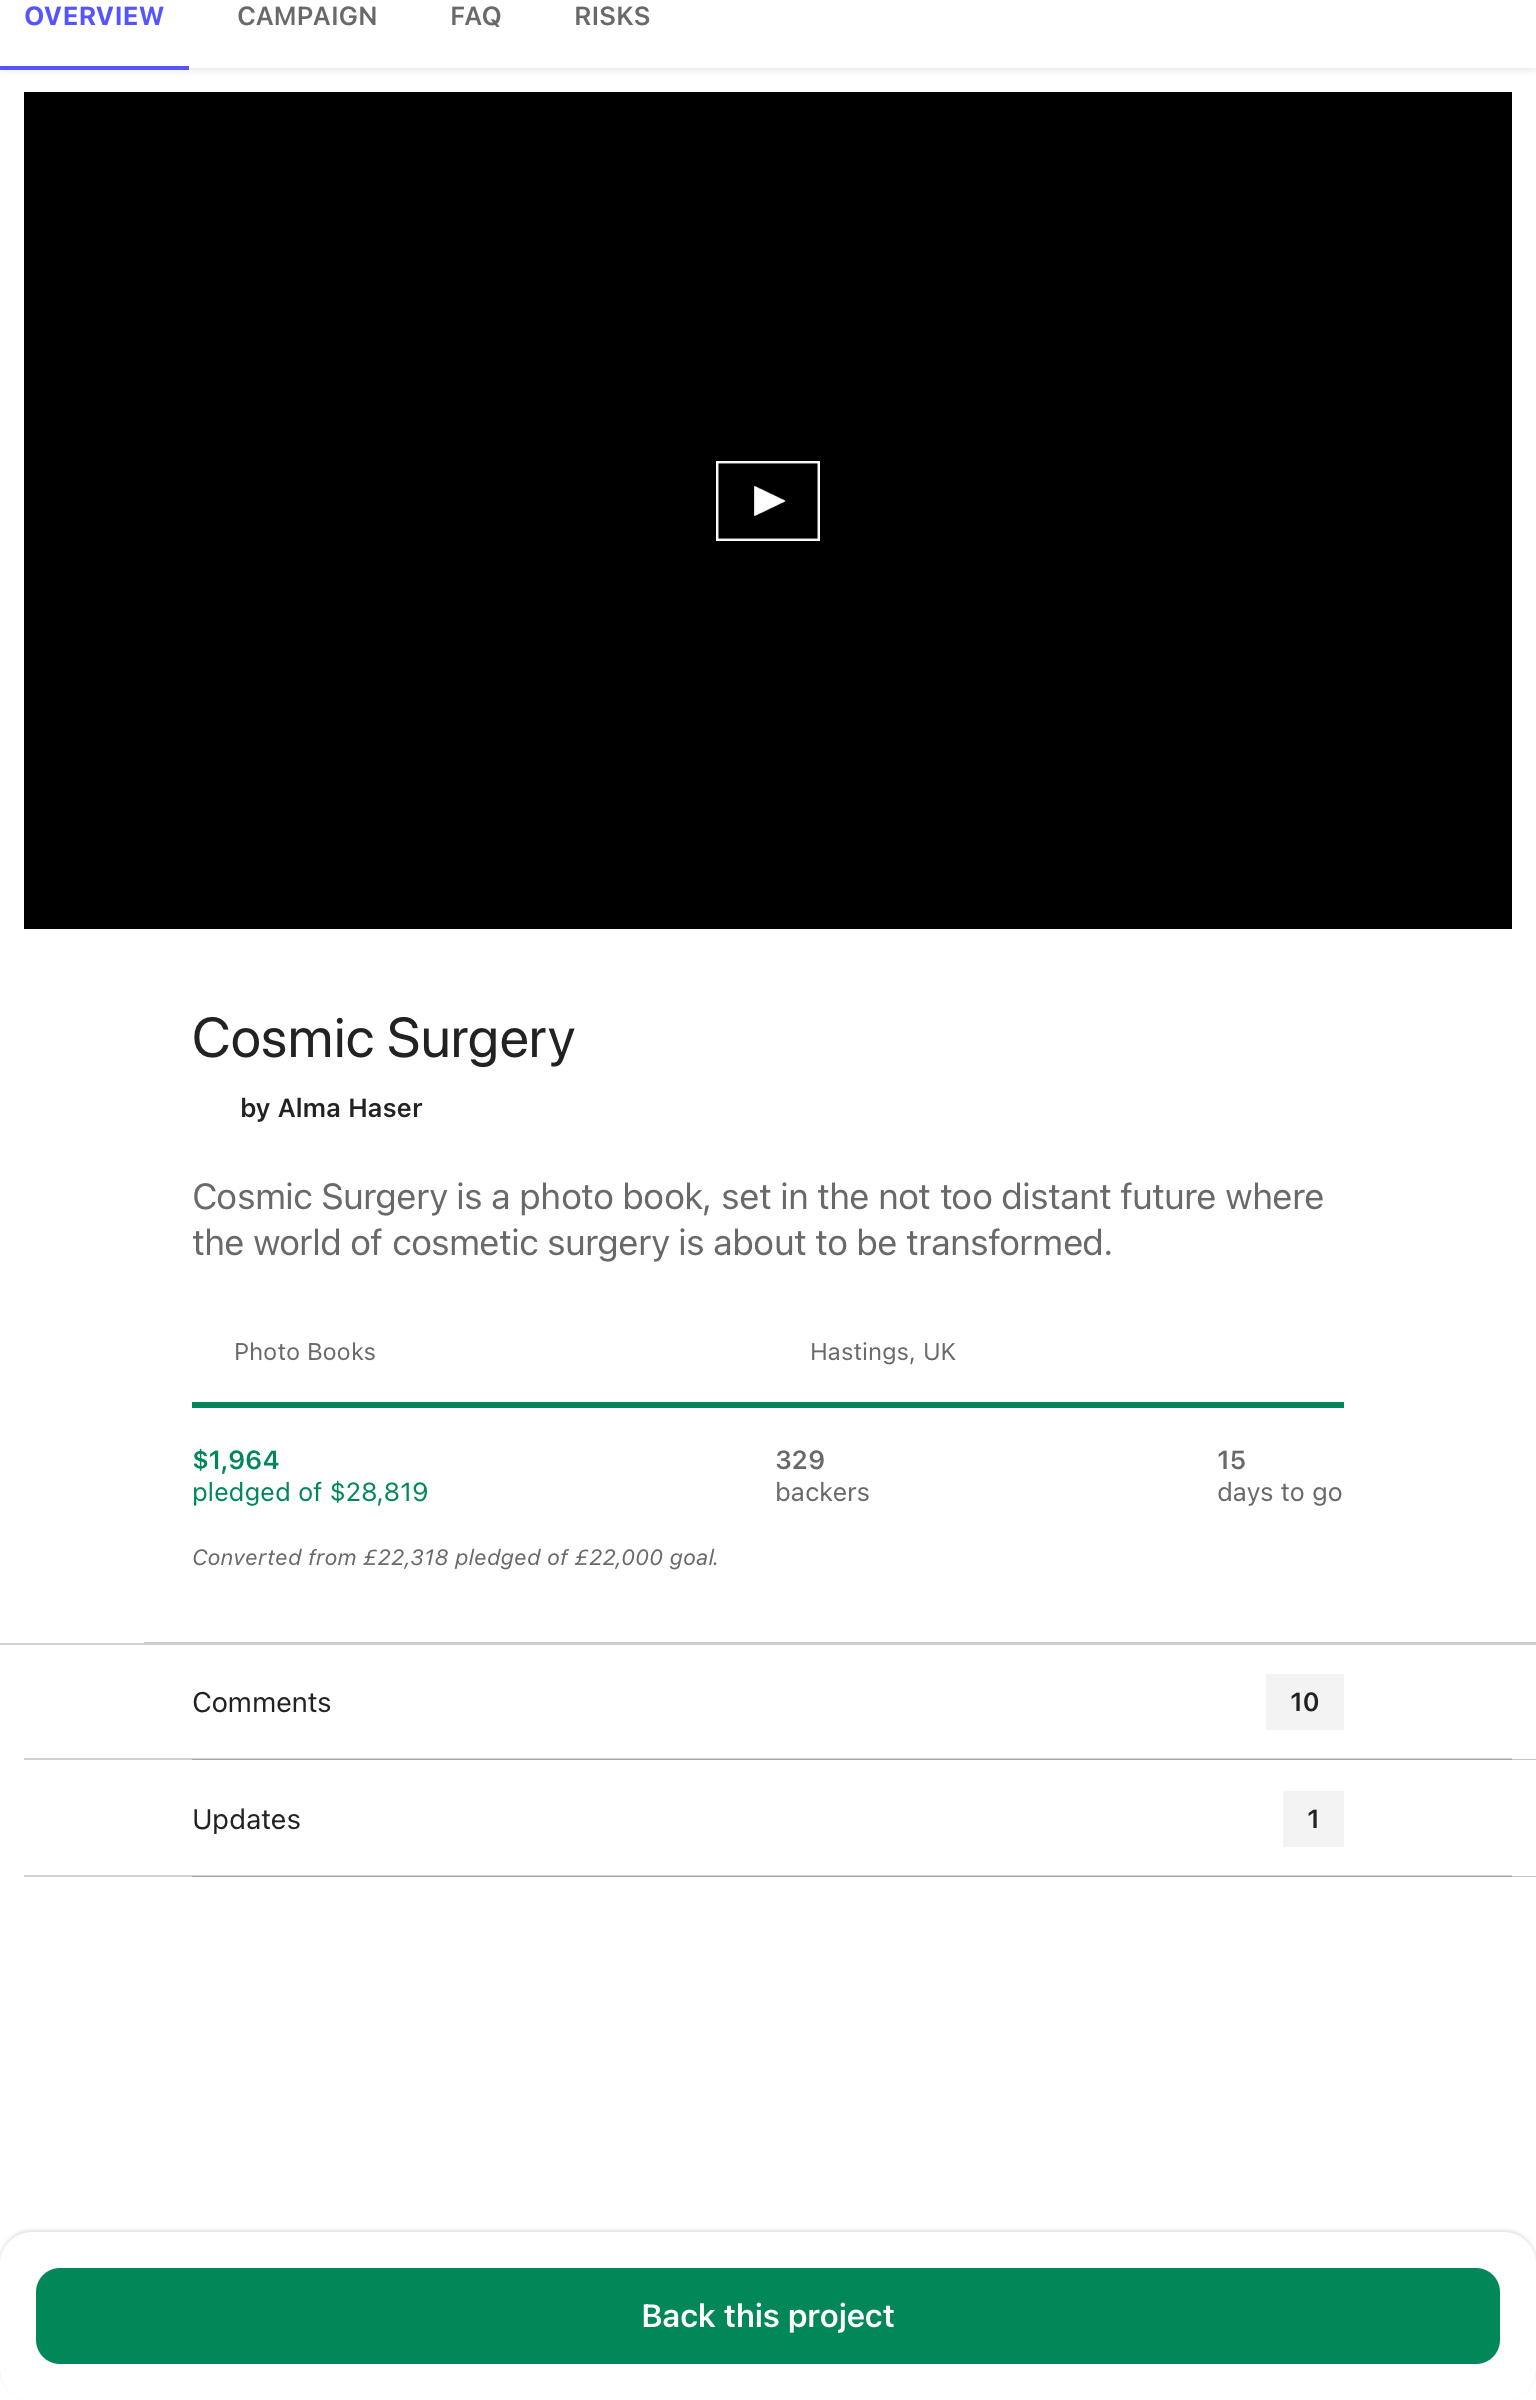 OVERVIEW CAMPAIGN FAQ RISKS
Cosmic Surgery
by Alma Haser
Cosmic Surgery is a photo book, set in the not too distant future where
the world of cosmetic surgery is about to be transformed.
Photo Books Hastings, UK
$1,964 329 15
pledged of $28,819 backers days to go
Converted from £22,318 pledged of £22,000 goal.
Comments 10
Updates 1
Back this project